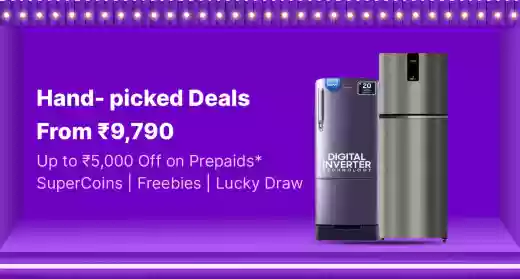 Hand- picked Deals
From ₹9,790
Up to ₹5,000 Off on Prepaids*
SuperCoins | Freebies | Lucky Draw
20
DIGITAL
INVERTER
TECHNOLOGY